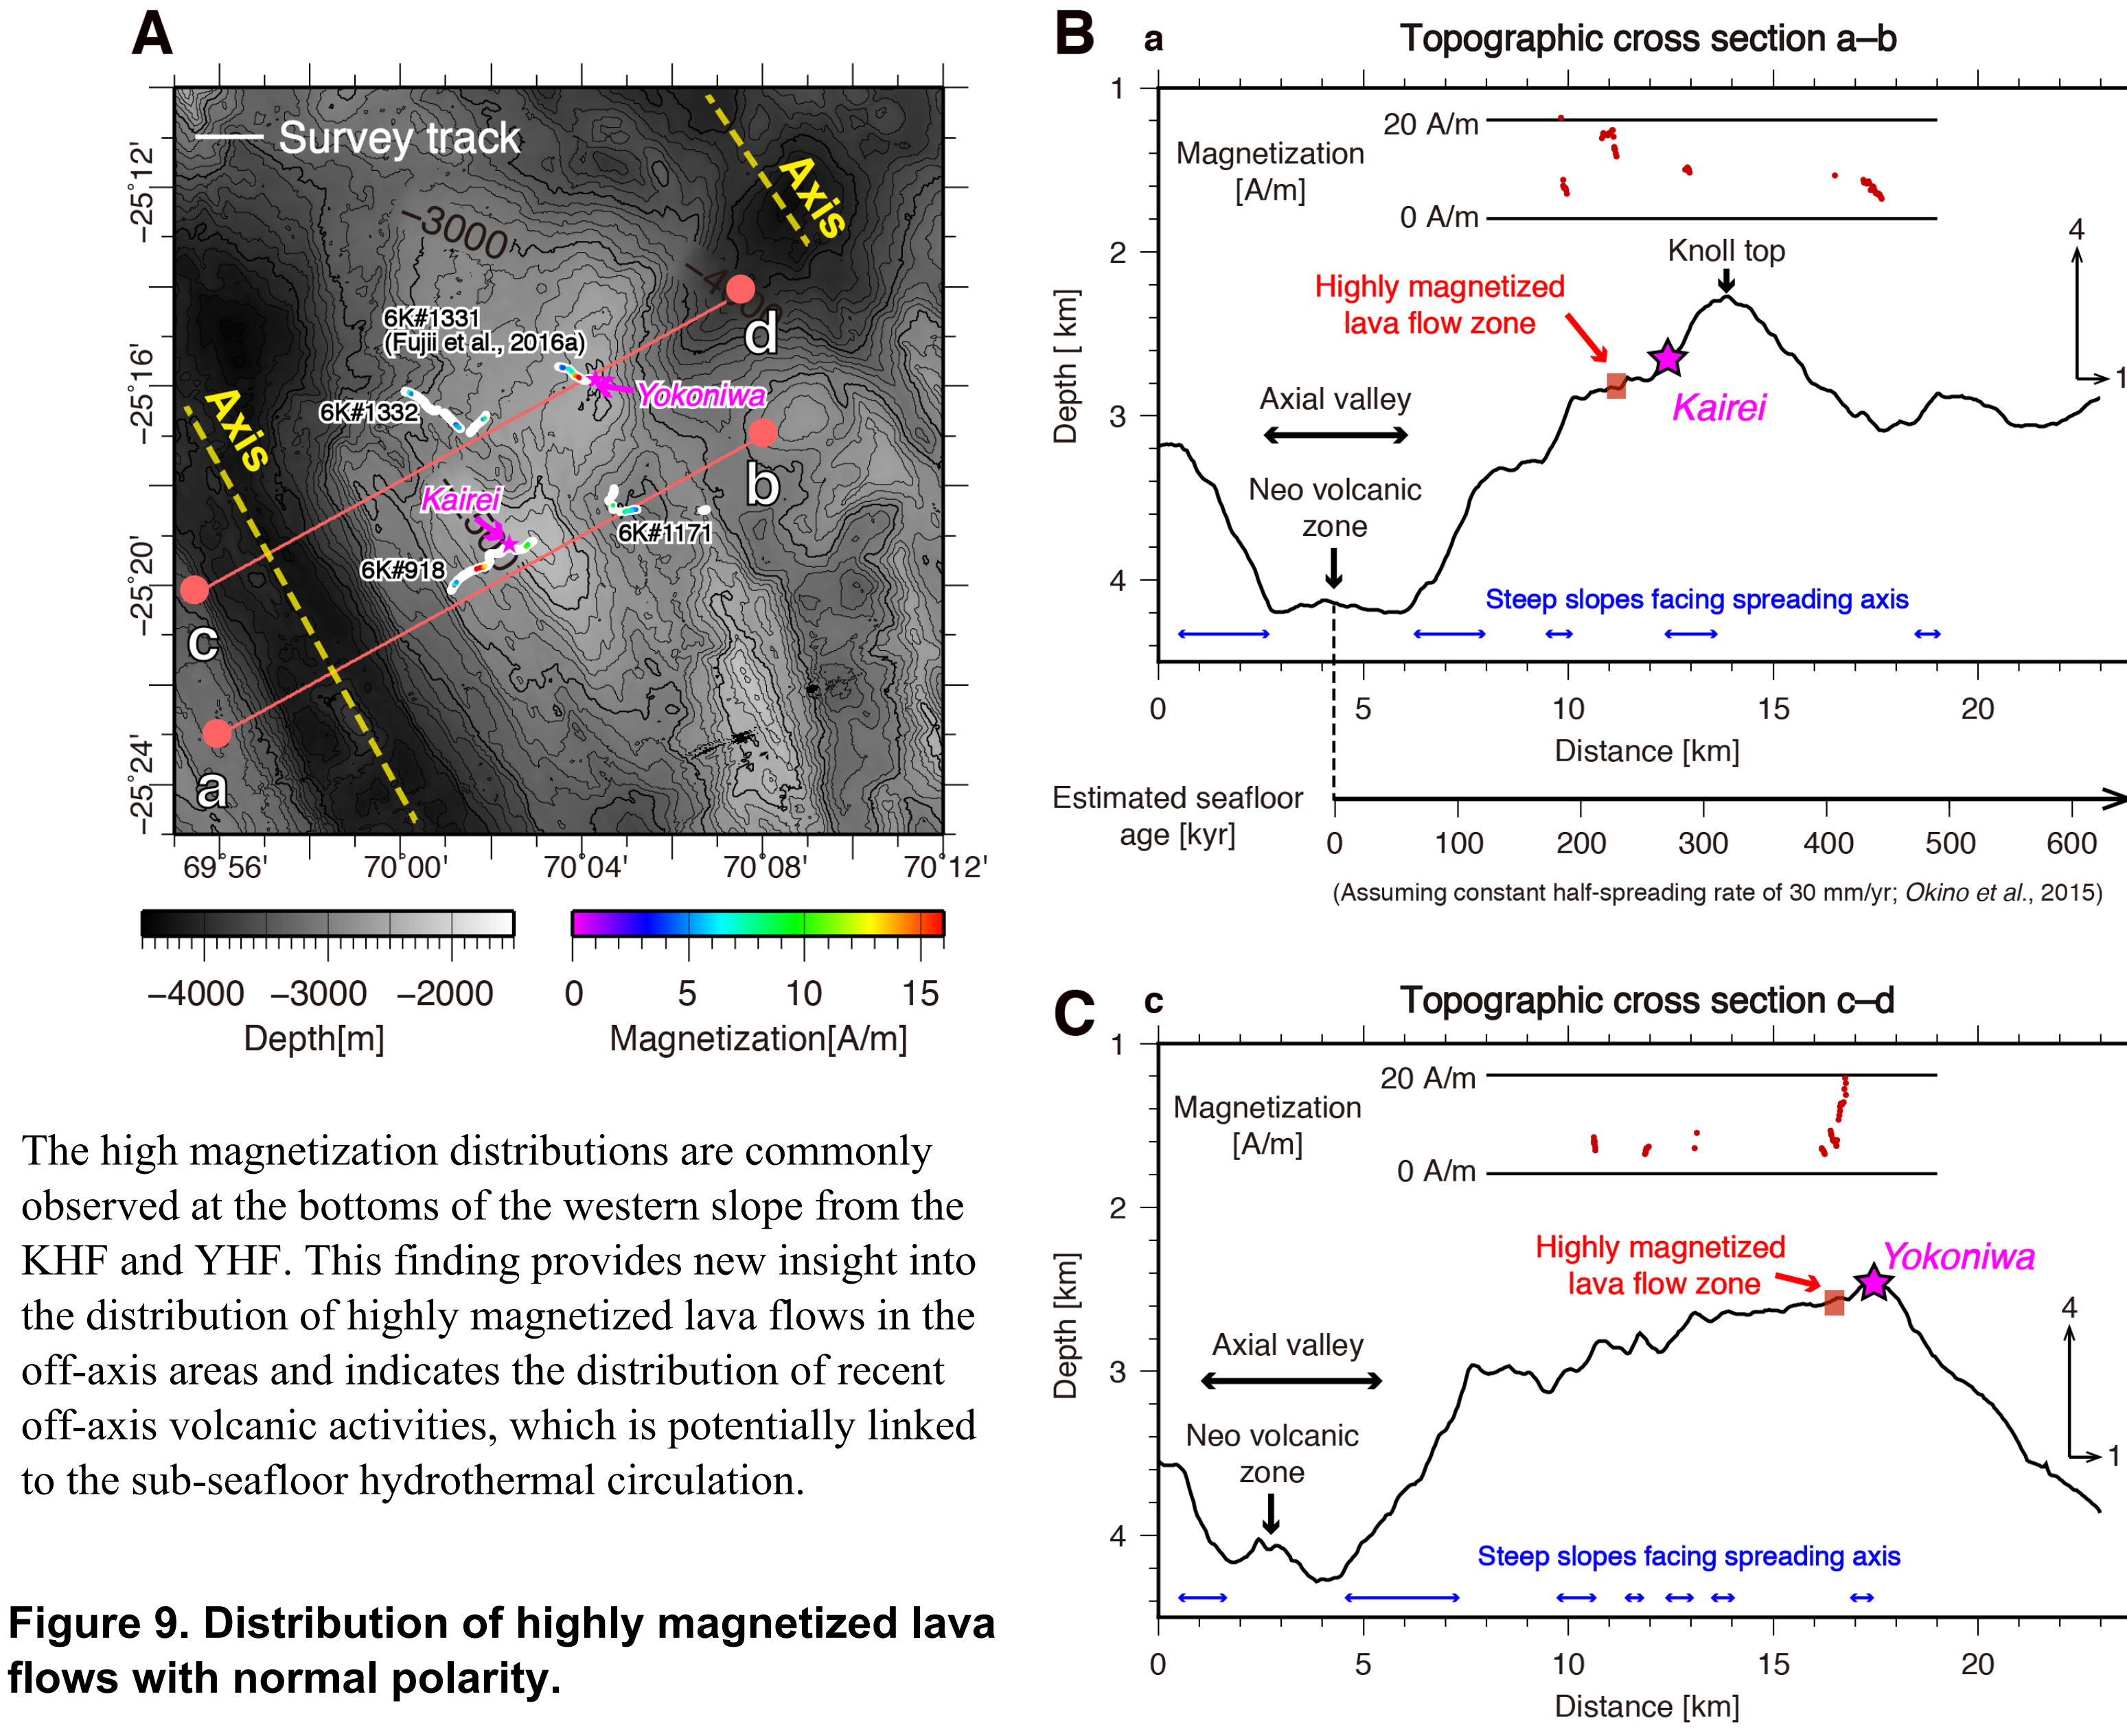 A
Survey track
Axis
−3000
6K#1331
(Fujii et al., 2016a)
d
Yokoniwa
6K#1332
Axis
b
Kairei
6K#1171
6K#918
c
a
−25°12'
−25°16'
−25°20'
−25°24'
69°56' 70°00' 70°04' 70°08' 70°12'
−4000 −3000 −2000
Depth[m]
0 5 10 15
Magnetization[A/m]
The high magnetization distributions are commonly
observed at the bottoms of the western slope from the
KHF and YHF. This finding provides new insight into
the distribution of highly magnetized lava flows in the
off-axis areas and indicates the distribution of recent
off-axis volcanic activities, which is potentially linked
to the sub-seafloor hydrothermal circulation.
Figure 9. Distribution of highly magnetized lava
flows with normal polarity.
B a Topographic cross section a–b
1
2
3
4
Depth [ km]
20 A/m
Magnetization
[A/m]
0 A/m
Knoll top
4
1
Highly magnetized
lava flow zone
Kairei
Axial valley
Neo volcanic
zone
Steep slopes facing spreading axis
0 5 10 15 20
Distance [km]
Estimated seafloor
age [kyr]
0 100 200 300 400 500 600
(Assuming constant half-spreading rate of 30 mm/yr; Okino et al., 2015)
C c Topographic cross section c–d
1
2
3
4
Depth [km]
20 A/m
Magnetization
[A/m]
0 A/m
Highly magnetized
lava flow zone
Yokoniwa
4
1
Axial valley
Neo volcanic
zone
Steep slopes facing spreading axis
0 5 10 15 20
Distance [km]